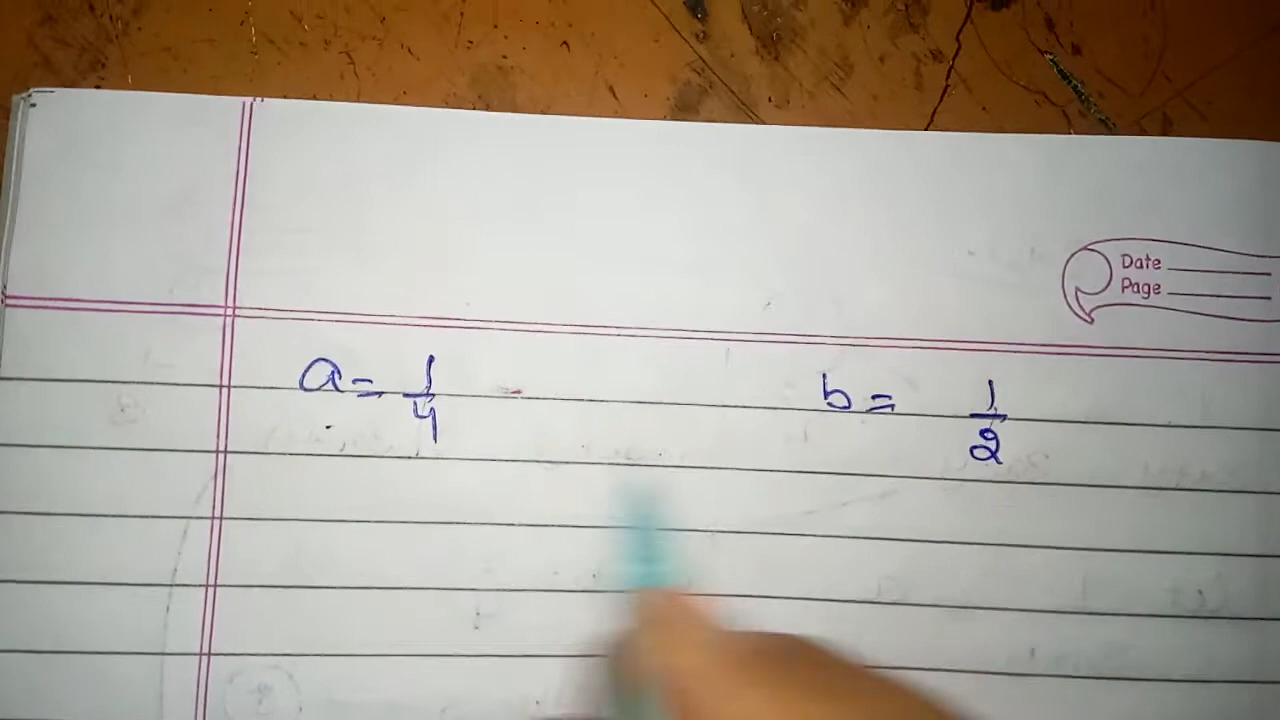 Date
Page
a = 1/4 b = 1/2